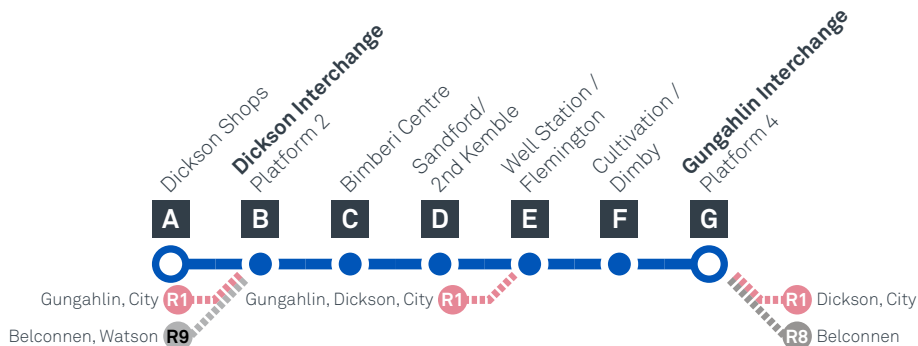 Dickson Shops
Dickson Interchange
Platform 2
Bimberi Centre
Sandford/
2nd Kemble
Well Station /
Flemington
Cultivation /
Dimby
Gungahlin Interchange
Platform 4
A
B
C
D
E
F
G
Gungahlin, City R1
Gungahlin, Dickson, City R1
R1 Dickson, City
Belconnen, Watson R9
R8 Belconnen